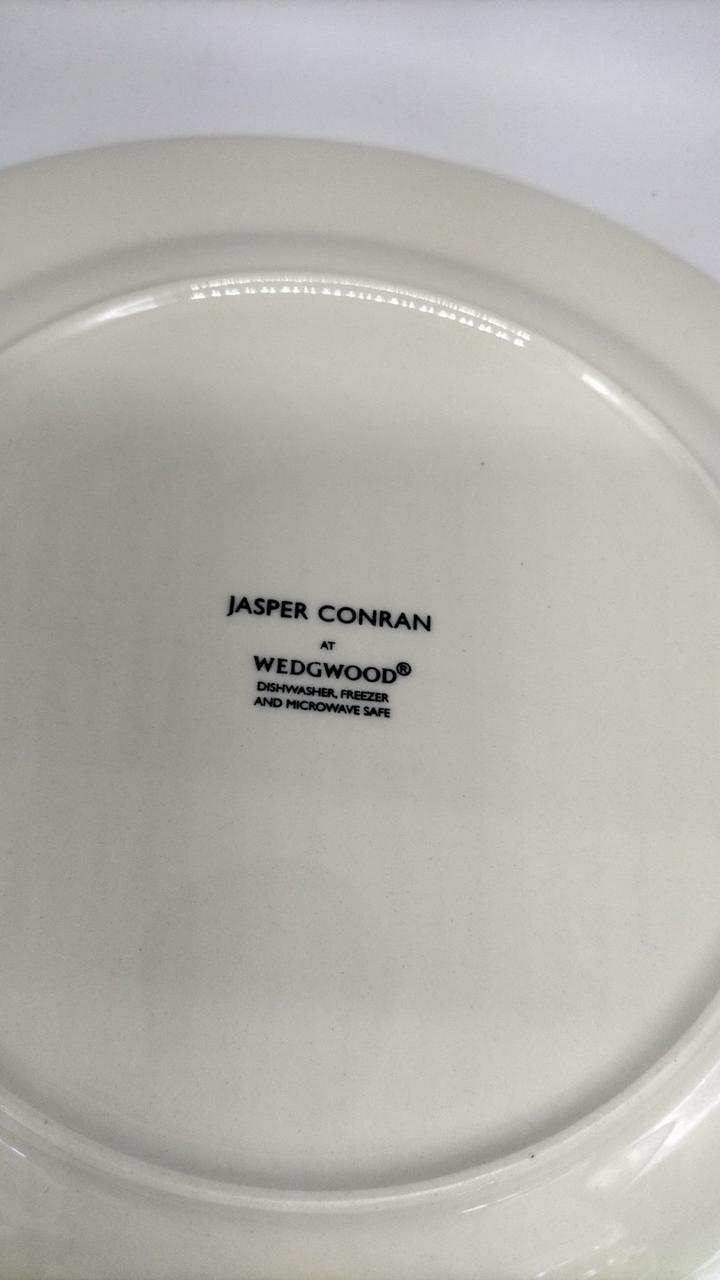 JASPER CONRAN
AT
WEDGWOOD®
DISHWASHER, FREEZER
AND MICROWAVE SAFE